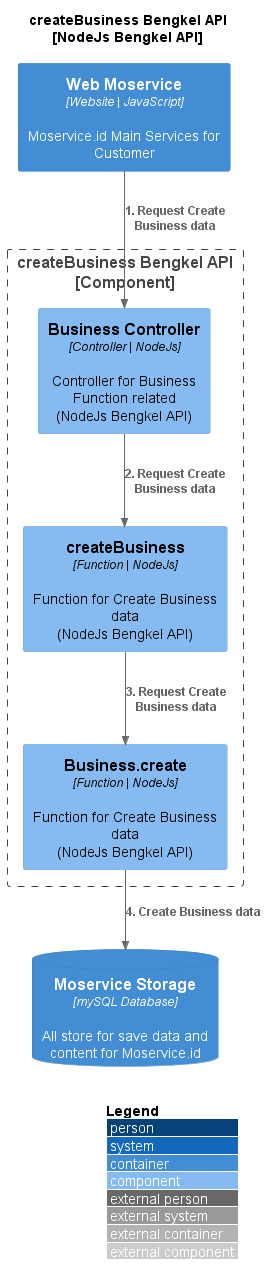 createBusiness Bengkel API
[NodeJs Bengkel API]
Web Moservice
[Website | JavaScript]
Moservice.id Main Services for
Customer
1. Request Create
Business data
createBusiness Bengkel API
[Component]
Business Controller
[Controller | NodeJs]
Controller for Business
Function related
(NodeJs Bengkel API)
2. Request Create
Business data
createBusiness
[Function | NodeJs]
Function for Create Business
data
(NodeJs Bengkel API)
3. Request Create
Business data
Business.create
[Function | NodeJs]
Function for Create Business
data
(NodeJs Bengkel API)
4. Create Business data
Moservice Storage
[mySQL Database]
All store for save data and
content for Moservice.id
Legend
person
system
container
component
external person
external system
external container
external component